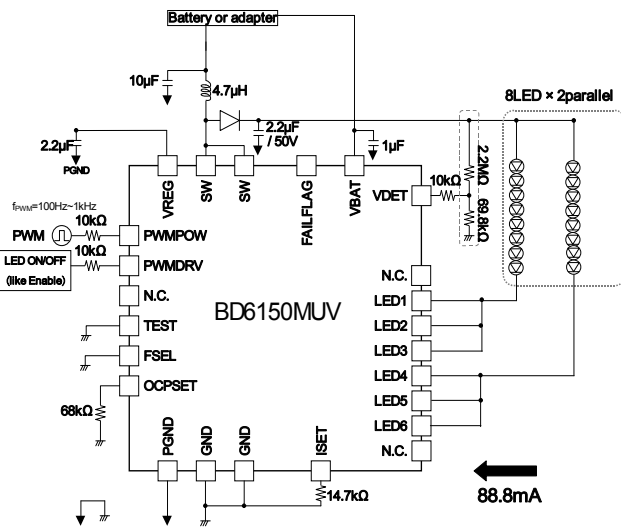 Battery or adapter
10μF
4.7μH
8LED × 2parallel
2.2μF
/ 50V
2.2μF
PGND
1μF
2.2MΩ
69.8kΩ
10kΩ
VREG
SW
SW
FAILFLAG
VBAT
VDET
fPWM=100Hz~1kHz
10kΩ
PWM
PWMPOW
10kΩ
LED ON/OFF
(like Enable)
PWMDRV
N.C.
N.C.
LED1
BD6150MUV
TEST
LED2
FSEL
LED3
OCPSET
LED4
68kΩ
LED5
LED6
N.C.
PGND
GND
GND
ISET
14.7kΩ
88.8mA